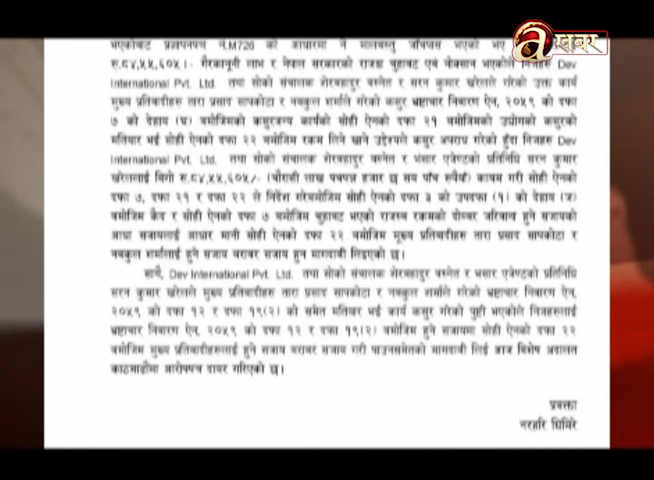 भएकोबाट प्रज्ञापनपत्र नं.M726 को आधारमा नै मालवस्तु जाँचपास भएको भए
रु.८४,५५,६०५।- गैरकानूनी लाभ र नेपाल सरकारको राजश्व चुहावट एवं नोक्सान भएकोले निजहरु Dev
International Pvt. Ltd. तथा सोको संचालक शेरबहादुर बस्नेत र सरन कुमार खरेलले गरेको उक्त कार्य
मुख्य प्रतिवादीहरु तारा प्रसाद सापकोटा र नवकुल शर्माले गरेको कसुर भ्रष्टाचार निवारण ऐन, २०५९ को दफा
७ को देहाय (घ) बमोजिमको कसुरजन्य कार्यको सोही ऐनको दफा २१ बमोजिमको उद्योगको कसुरको
मतियार भई सोही ऐनको दफा २२ बमोजिम रकम लिने खाने उद्देश्यले कसुर अपराध गरेको हुँदा निजहरु Dev
International Pvt. Ltd. तथा सोको संचालक शेरबहादुर बस्नेत र भन्सार एजेण्टको प्रतिनिधि सरन कुमार
खरेललाई बिगो रु.८४,५५,६०५/- (चौरासी लाख पचपन्न हजार छ सय पाँच रुपैयाँ) कायम गरी सोही ऐनको
दफा ७, दफा २१ र दफा २२ ले निर्देश गरेबमोजिम सोही ऐनको दफा ३ को उपदफा (१) को देहाय (ज)
बमोजिम कैद र सोही ऐनको दफा ७ बमोजिम चुहावट भएको राजस्व रकमको दोब्बर जरिवाना हुने सजायको
आधा सजायलाई आधार मानी सोही ऐनको दफा २२ बमोजिम मुख्य प्रतिवादीहरु तारा प्रसाद सापकोटा र
नवकुल शर्मालाई हुने सजाय बराबर सजाय हुन मागदावी लिइएको छ।
साथै, Dev International Pvt. Ltd. तथा सोको संचालक शेरबहादुर बस्नेत र भन्सार एजेण्टको प्रतिनिधि
सरन कुमार खरेलले मुख्य प्रतिवादीहरु तारा प्रसाद सापकोटा र नवकुल शर्माले गरेको भ्रष्टाचार निवारण ऐन,
२०५९ को दफा १२ र दफा १९(२) को समेत मतियार भई कार्य कसुर गरेको पुष्टी भएकोले निजहरुलाई
भ्रष्टाचार निवारण ऐन, २०५९ को दफा १२ र दफा १९(२) बमोजिम हुने सजायमा सोही ऐनको दफा २२
बमोजिम मुख्य प्रतिवादीहरुलाई हुने सजाय बराबर सजाय गरी पाउनसमेतको मागदावी लिई आज विशेष अदालत
काठमाडौंमा आरोपपत्र दायर गरिएको छ।
प्रवक्ता
नरहरि घिमिरे
a खबर